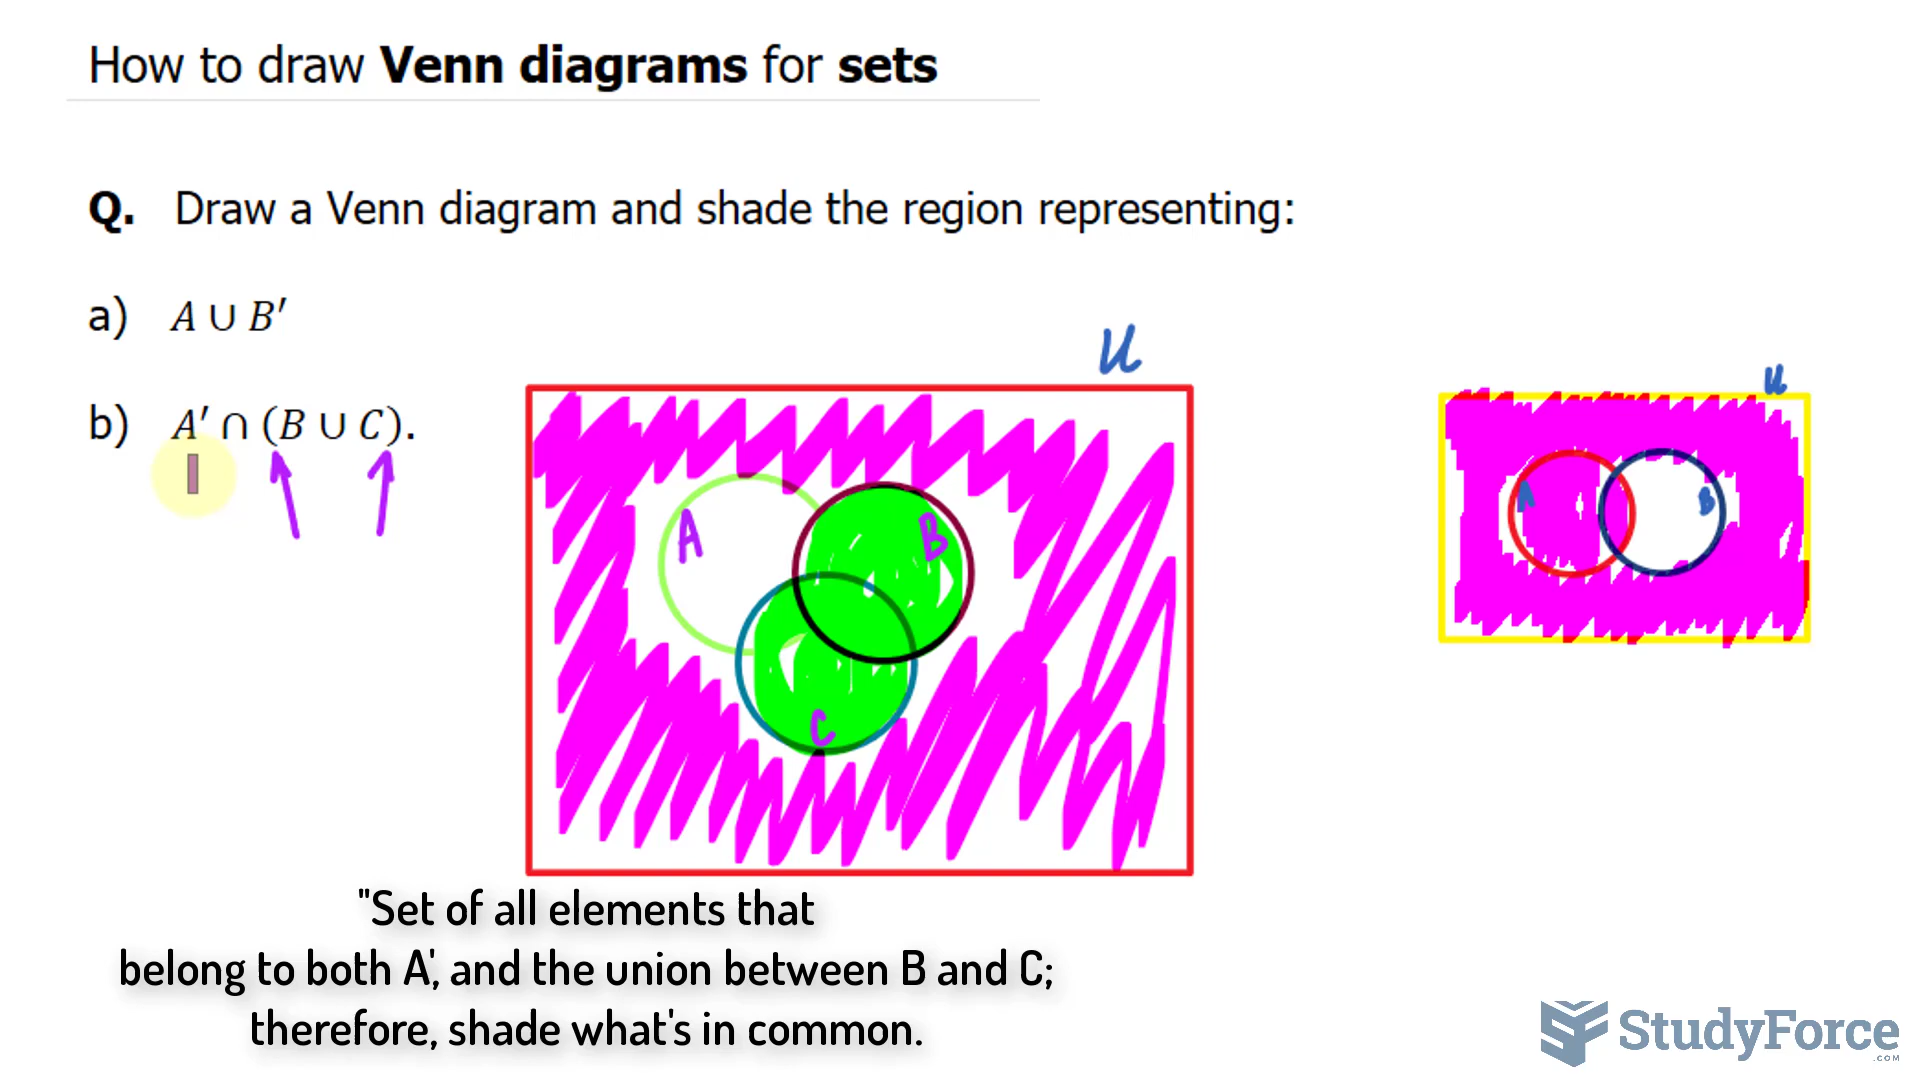 How to draw Venn diagrams for sets
Q. Draw a Venn diagram and shade the region representing:
a) A ∪ B′
b) A′ ∩ (B ∪ C).
U
A
B
C
U
A
B
"Set of all elements that
belong to both A', and the union between B and C;
therefore, shade what's in common.
SF StudyForce
.COM